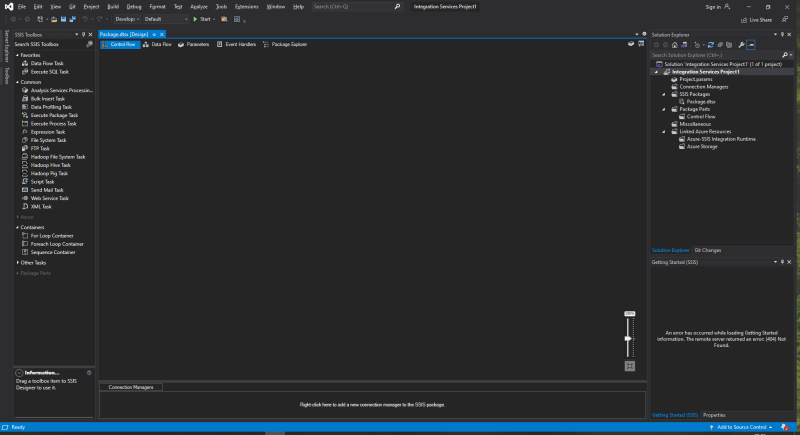 File Edit View Git Project Build Debug Format Test Analyze Tools Extensions Window Help Search (Ctrl+Q) Integration Services Project1 Sign in
Develop Default Start Live Share
Server Explorer
Toolbox
SSIS Toolbox
Search SSIS Toolbox
Favorites
Data Flow Task
Execute SQL Task
Common
Analysis Services Processin...
Bulk Insert Task
Data Profiling Task
Execute Package Task
Execute Process Task
Expression Task
File System Task
FTP Task
Hadoop File System Task
Hadoop Hive Task
Hadoop Pig Task
Script Task
Send Mail Task
Web Service Task
XML Task
Azure
Containers
For Loop Container
Foreach Loop Container
Sequence Container
Other Tasks
Package Parts
Information...
Drag a toolbox item to SSIS
Designer to use it.
Package.dtsx [Design]
Control Flow Data Flow Parameters Event Handlers Package Explorer
Connection Managers
Right-click here to add a new connection manager to the SSIS package.
Solution Explorer
Search Solution Explorer (Ctrl+;)
Solution 'Integration Services Project1' (1 of 1 project)
Integration Services Project1
Project.params
Connection Managers
SSIS Packages
Package.dtsx
Package Parts
Control Flow
Miscellaneous
Linked Azure Resources
Azure-SSIS Integration Runtime
Azure Storage
Solution Explorer Git Changes
Getting Started (SSIS)
An error has occurred while loading Getting Started
information. The remote server returned an error: (404) Not
Found.
Getting Started (SSIS) Properties
Ready Add to Source Control